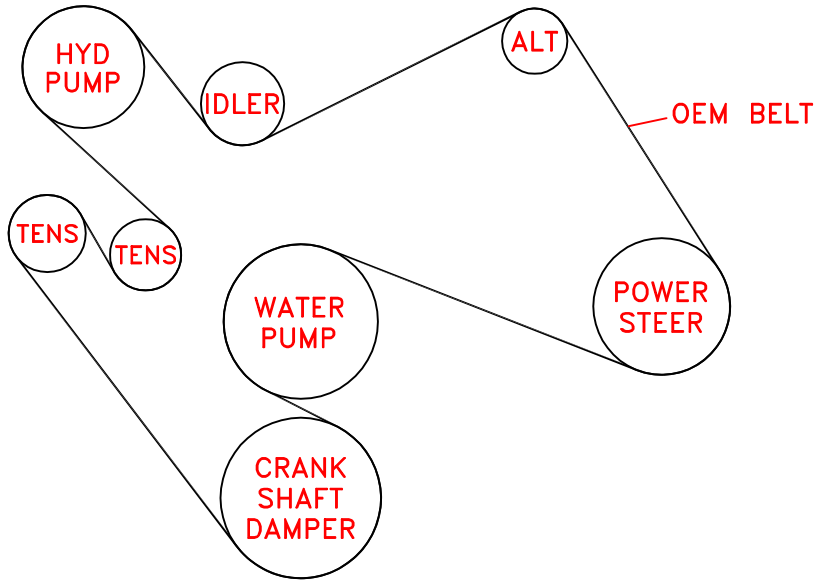 HYD
PUMP
IDLER
ALT
OEM BELT
TENS
TENS
WATER
PUMP
POWER
STEER
CRANK
SHAFT
DAMPER